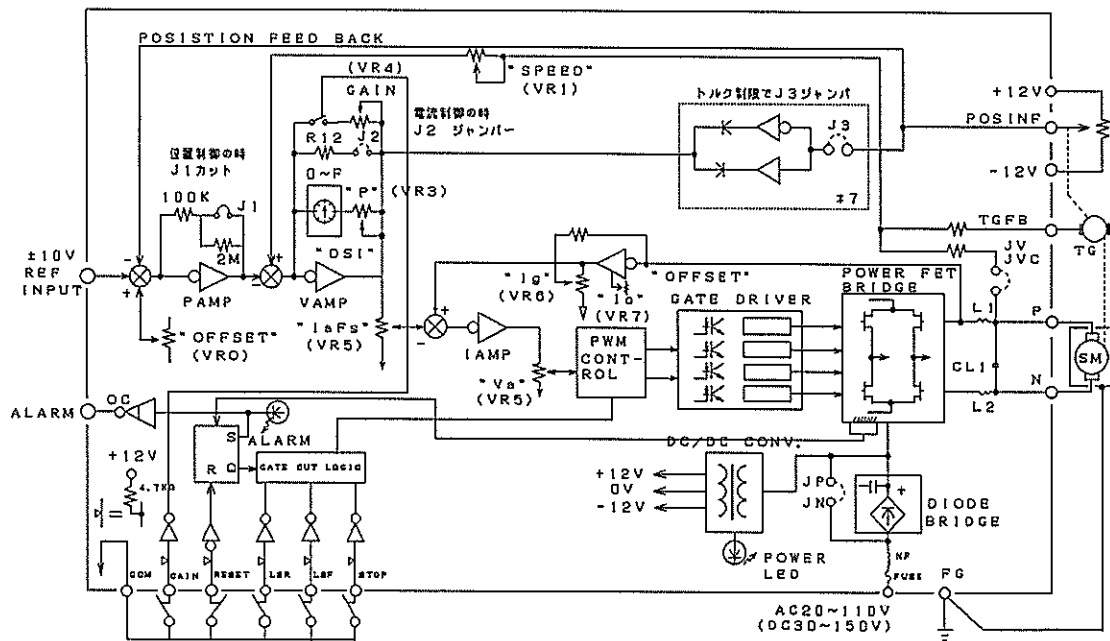 POSISTION FEED BACK
(VR4)
GAIN
"SPEED"
(VR1)
電流制御の時
J2 ジャンパー
トルク制限でJ3ジャンパ
J3
‡7
+12V
POSINF
-12V
TGFB
TG
JV
JVC
位置制御の時
J1カット
100K
J1
2M
R12
J2
0~F
"P"
(VR3)
"DSI"
±10V
REF
INPUT
-
+
PAMP
+
-
VAMP
"OFFSET"
(VR0)
"IaFs"
(VR5)
+
-
IAMP
"Ig"
(VR6)
"Io"
(VR7)
"OFFSET"
"Va"
(VR5)
PWM
CONT-
ROL
GATE DRIVER
POWER FET
BRIDGE
L1
P
CL1
SM
L2
N
ALARM
OC
ALARM
S
R
Q
GATE OUT LOGIC
+12V
4.7KΩ
=
DC/DC CONV.
+12V
0V
-12V
POWER
LED
JP
JN
+
DIODE
BRIDGE
NF
FUSE
FG
COM
GAIN
RESET
LSR
LSF
STOP
AC20~110V
(DC30~150V)